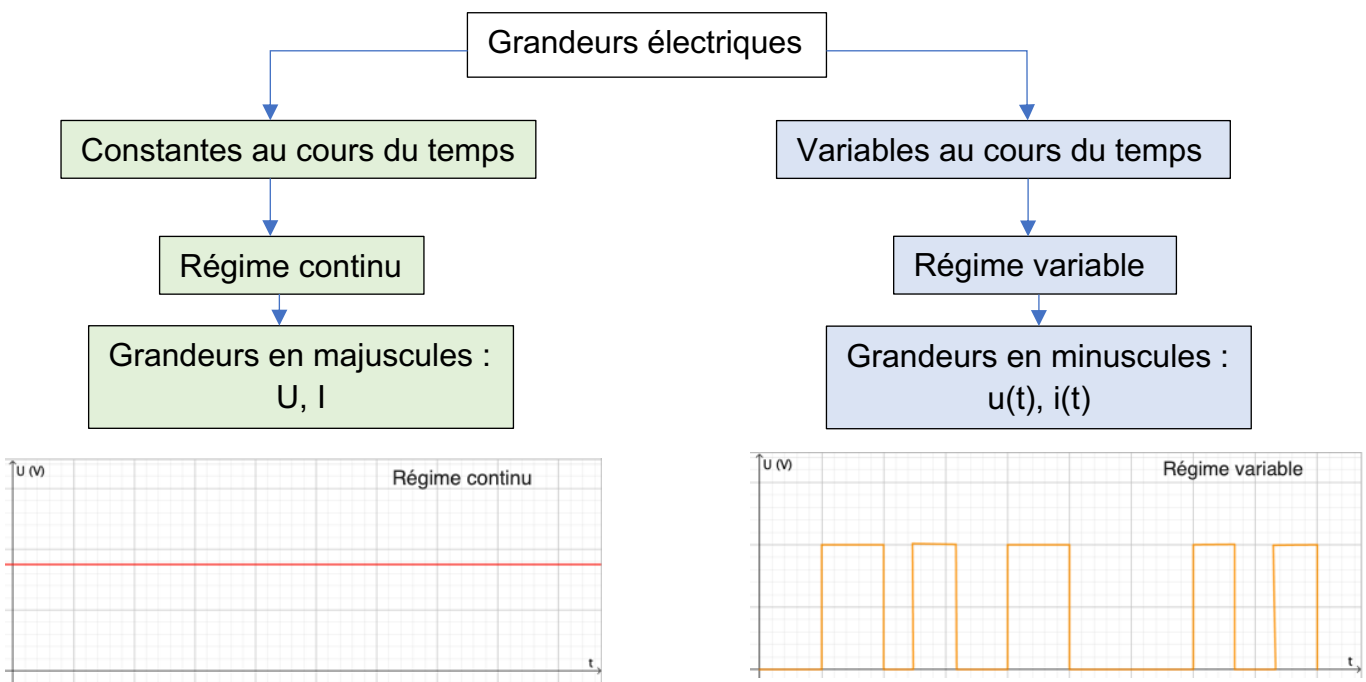 Grandeurs électriques
Constantes au cours du temps
Variables au cours du temps
Régime continu
Régime variable
Grandeurs en majuscules :
U, I
Grandeurs en minuscules :
u(t), i(t)
U (V)
Régime continu
t
U (V)
Régime variable
t